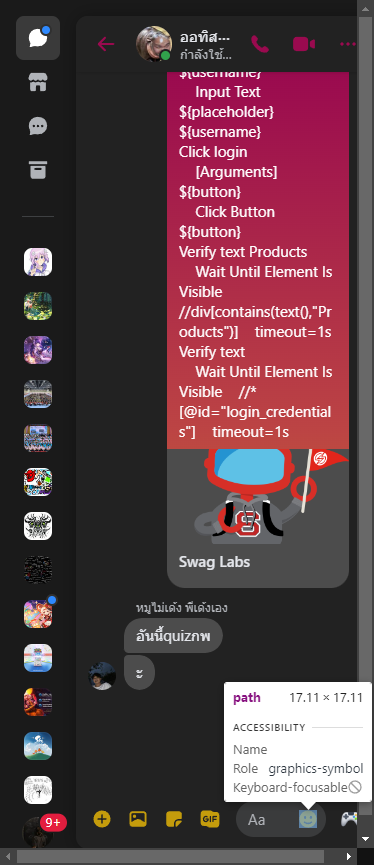 ออทิส...
กำลังใช้...
${username}
Input Text
${placeholder}
${username}
Click login
[Arguments]
${button}
Click Button
${button}
Verify text Products
Wait Until Element Is
Visible
//div[contains(text(),"Pr
oducts")]    timeout=1s
Verify text
Wait Until Element Is
Visible    //*
[@id="login_credential
s"]    timeout=1s
Swag Labs
หมูไม่เด้ง พี่เด้งเอง
อันนี้quizกพ
ะ
path 17.11 × 17.11
ACCESSIBILITY
Name
Role graphics-symbol
Keyboard-focusable
GIF
Aa
9+